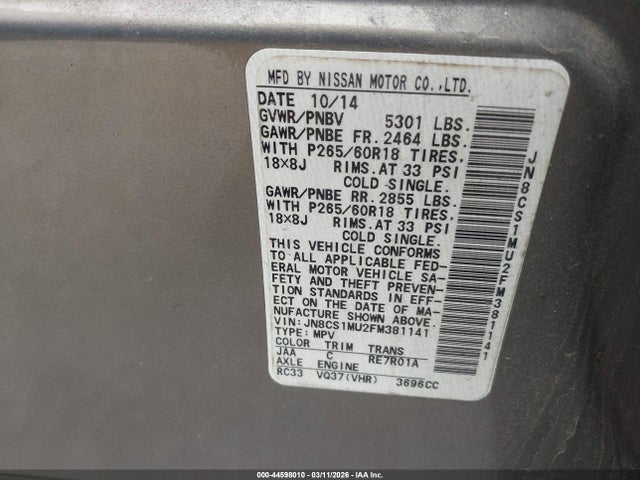 MFD BY NISSAN MOTOR CO.,LTD.
DATE 10/14
GVWR/PNBV 5301 LBS.
GAWR/PNBE FR. 2464 LBS.
WITH P265/60R18 TIRES,
18×8J RIMS.AT 33 PSI
COLD SINGLE.
GAWR/PNBE RR. 2855 LBS.
WITH P265/60R18 TIRES,
18×8J RIMS.AT 33 PSI
COLD SINGLE.
THIS VEHICLE CONFORMS
TO ALL APPLICABLE FED-
ERAL MOTOR VEHICLE SA-
FETY AND THEFT PREVEN-
TION STANDARDS IN EFF-
ECT ON THE DATE OF MA-
NUFACTURE SHOWN ABOVE.
VIN: JN8CS1MU2FM381141
TYPE: MPV
COLOR TRIM TRANS
JAA C RE7R01A
AXLE ENGINE
RC33 VQ37(VHR) 3696CC
JN8CS1MU2FM381141
000-44598010 | 03/11/2026 | IAA Inc.